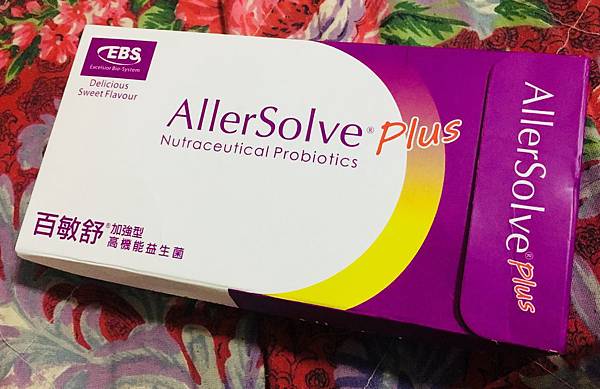 EBS
Excelsior Bio-System
Delicious
Sweet Flavour
AllerSolve® Plus
Nutraceutical Probiotics
百敏舒®加強型
高機能益生菌
AllerSolve® Plus